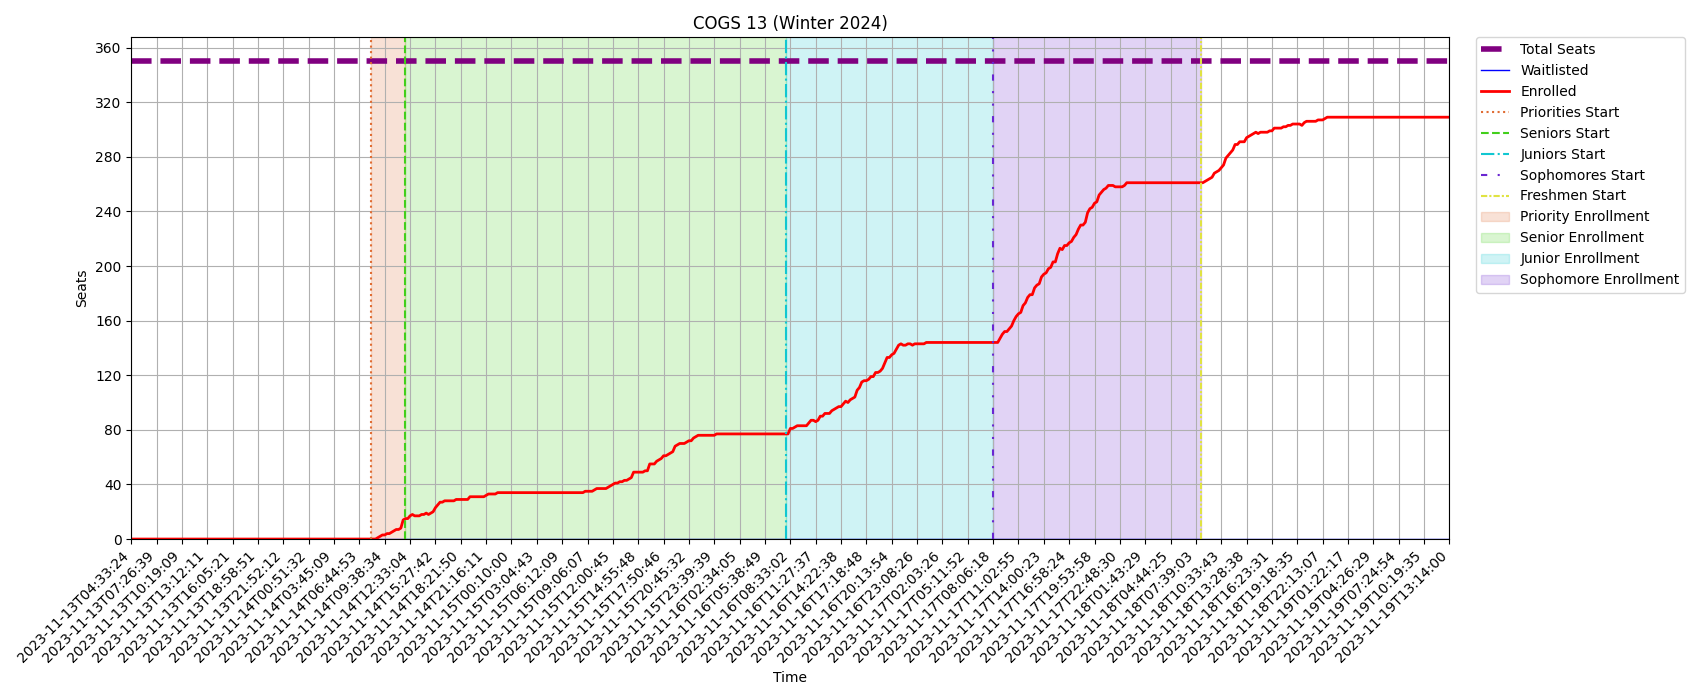 COGS 13 (Winter 2024)
360
320
280
240
200
160
120
80
40
0
Seats
2023-11-13T04:33:24
2023-11-13T07:26:39
2023-11-13T10:19:09
2023-11-13T13:12:11
2023-11-13T16:05:21
2023-11-13T18:58:51
2023-11-13T21:52:12
2023-11-14T00:51:32
2023-11-14T03:45:09
2023-11-14T06:44:53
2023-11-14T09:38:34
2023-11-14T12:33:04
2023-11-14T15:27:42
2023-11-14T18:21:50
2023-11-14T21:16:11
2023-11-15T00:10:00
2023-11-15T03:04:43
2023-11-15T06:12:09
2023-11-15T09:06:07
2023-11-15T12:00:45
2023-11-15T14:55:48
2023-11-15T17:50:46
2023-11-15T20:45:32
2023-11-15T23:39:39
2023-11-16T02:34:05
2023-11-16T05:38:49
2023-11-16T08:33:02
2023-11-16T11:27:37
2023-11-16T14:22:38
2023-11-16T17:18:48
2023-11-16T20:13:54
2023-11-16T23:08:26
2023-11-17T02:03:26
2023-11-17T05:11:52
2023-11-17T08:06:18
2023-11-17T11:02:55
2023-11-17T14:00:23
2023-11-17T16:58:24
2023-11-17T19:53:58
2023-11-17T22:48:30
2023-11-18T01:43:29
2023-11-18T04:44:25
2023-11-18T07:39:03
2023-11-18T10:33:43
2023-11-18T13:28:38
2023-11-18T16:23:31
2023-11-18T19:18:35
2023-11-18T22:13:07
2023-11-19T01:22:17
2023-11-19T04:26:29
2023-11-19T07:24:54
2023-11-19T10:19:35
2023-11-19T13:14:00
Time
Total Seats
Waitlisted
Enrolled
Priorities Start
Seniors Start
Juniors Start
Sophomores Start
Freshmen Start
Priority Enrollment
Senior Enrollment
Junior Enrollment
Sophomore Enrollment